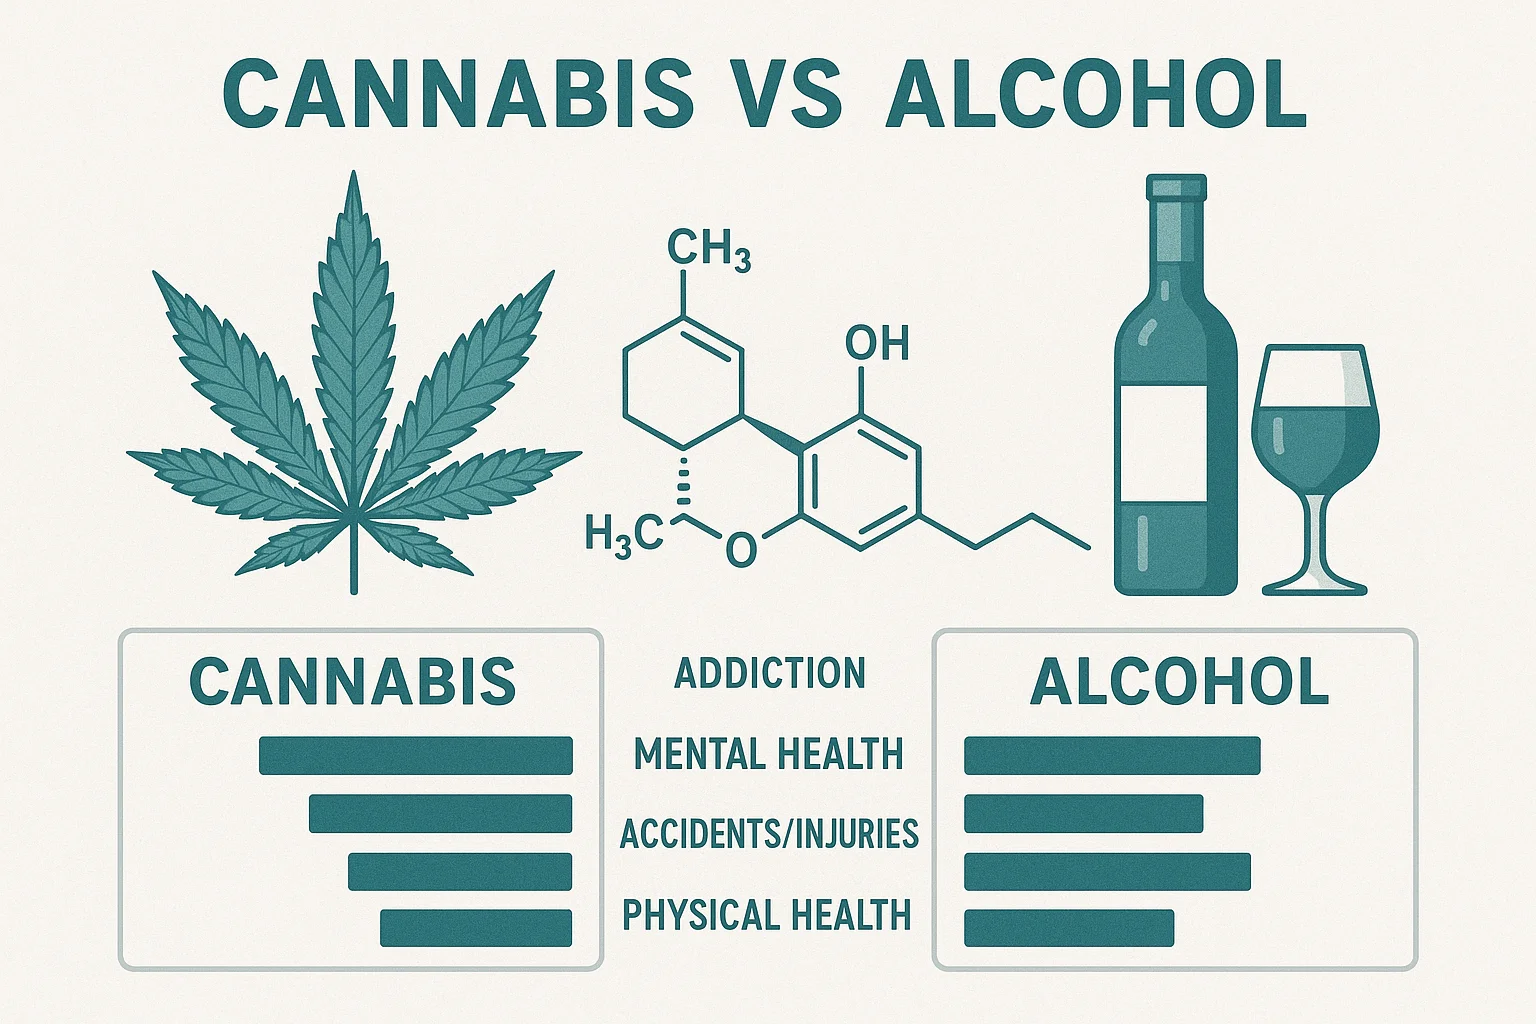 CANNABIS VS ALCOHOL
CH₃
OH
H₃C
O
CANNABIS
ADDICTION
MENTAL HEALTH
ACCIDENTS/INJURIES
PHYSICAL HEALTH
ALCOHOL